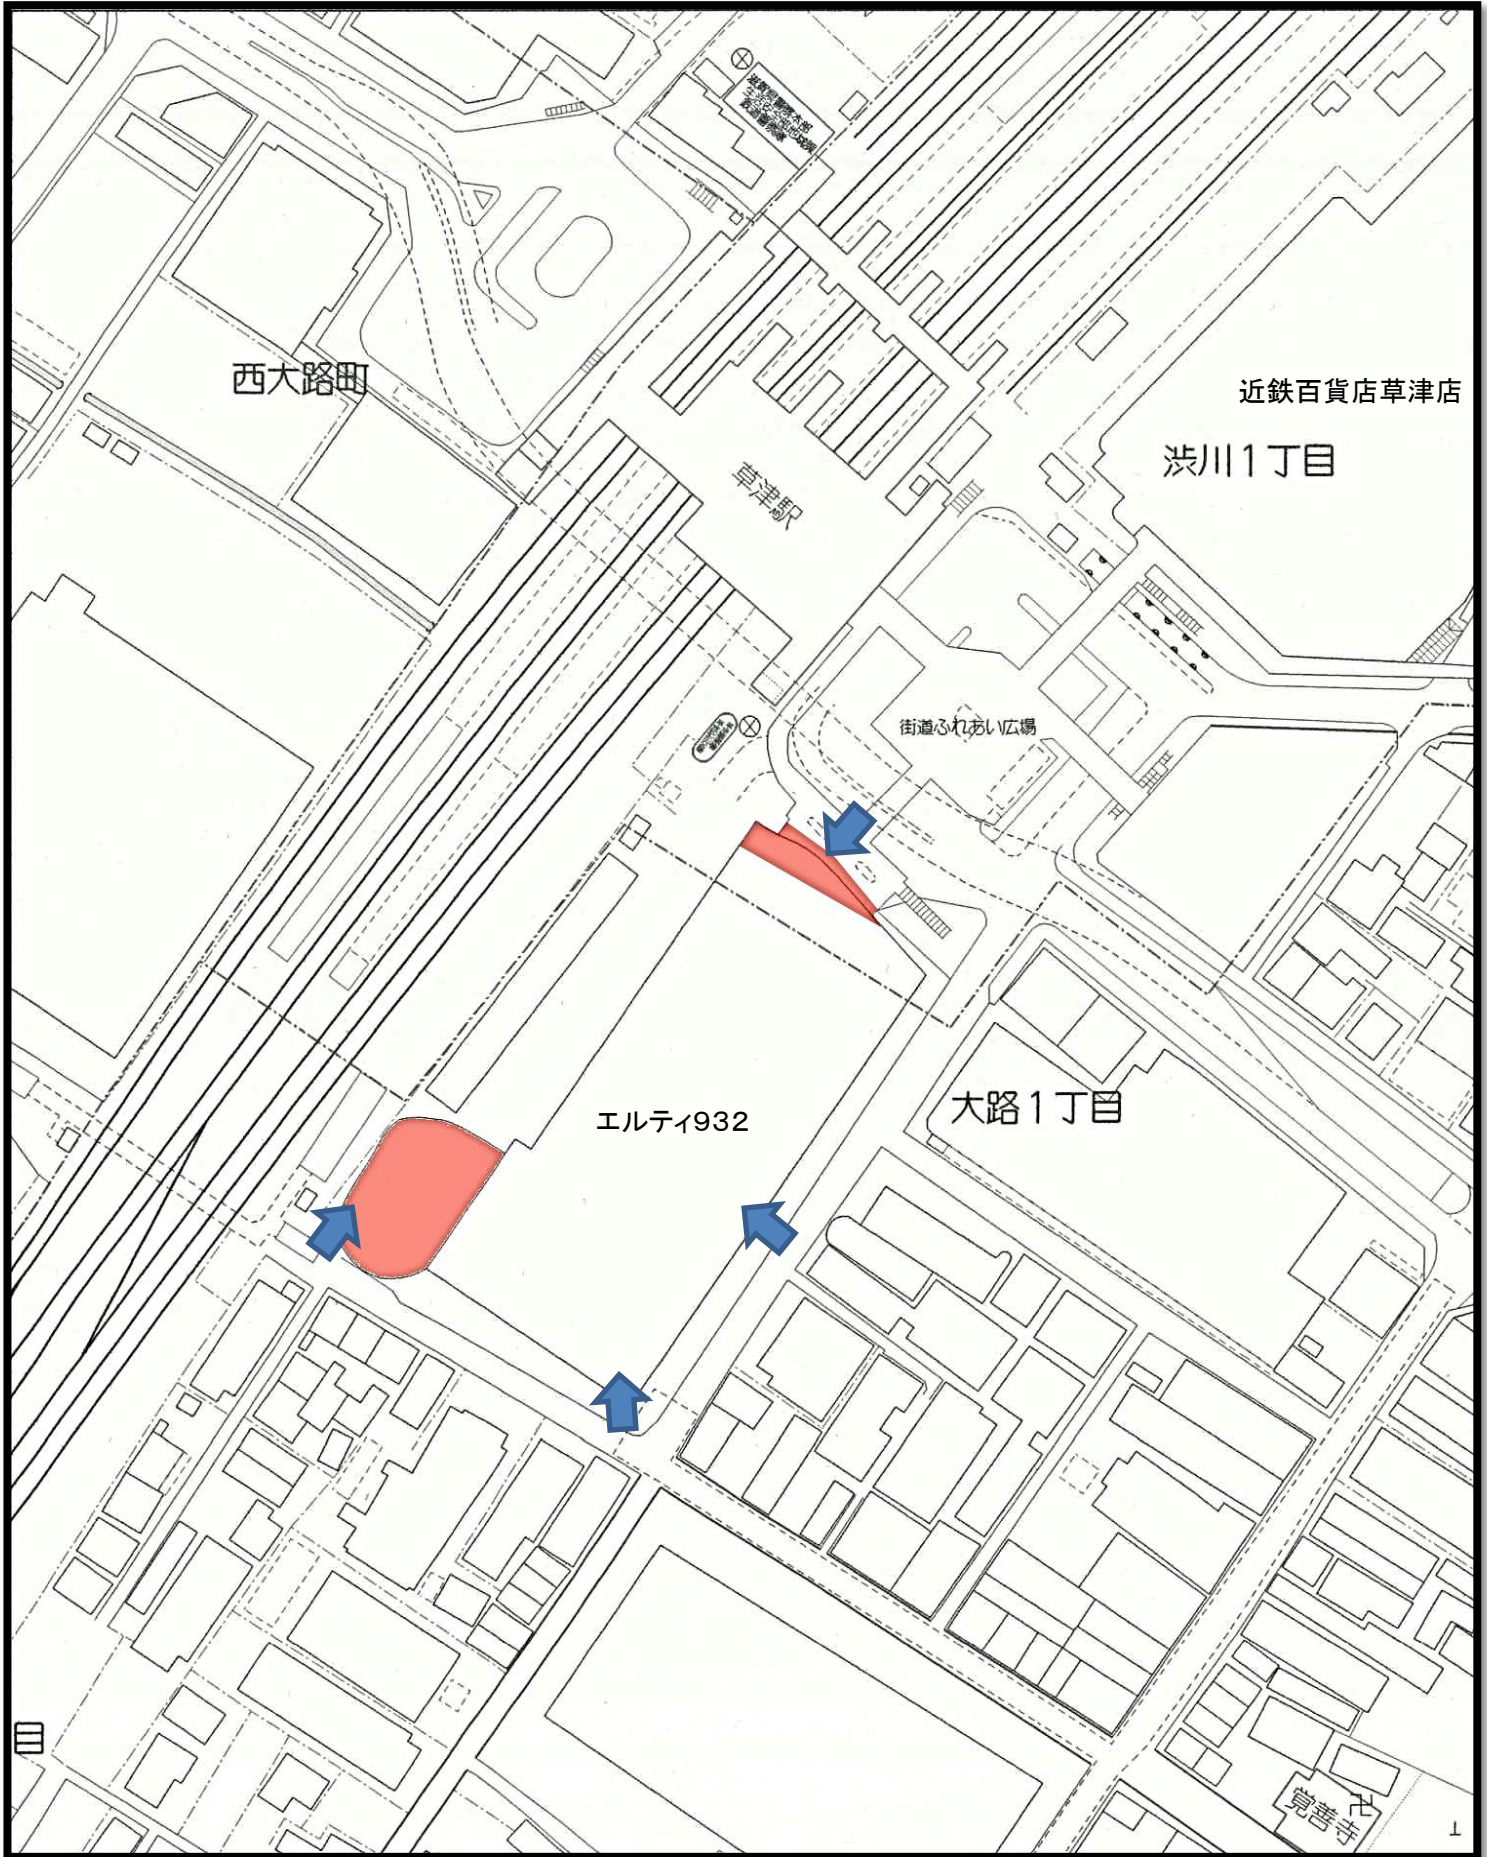 西大路町
近鉄百貨店草津店
渋川1丁目
草津駅
街道ふれあい広場
エルティ932
大路1丁目
目
覚善寺